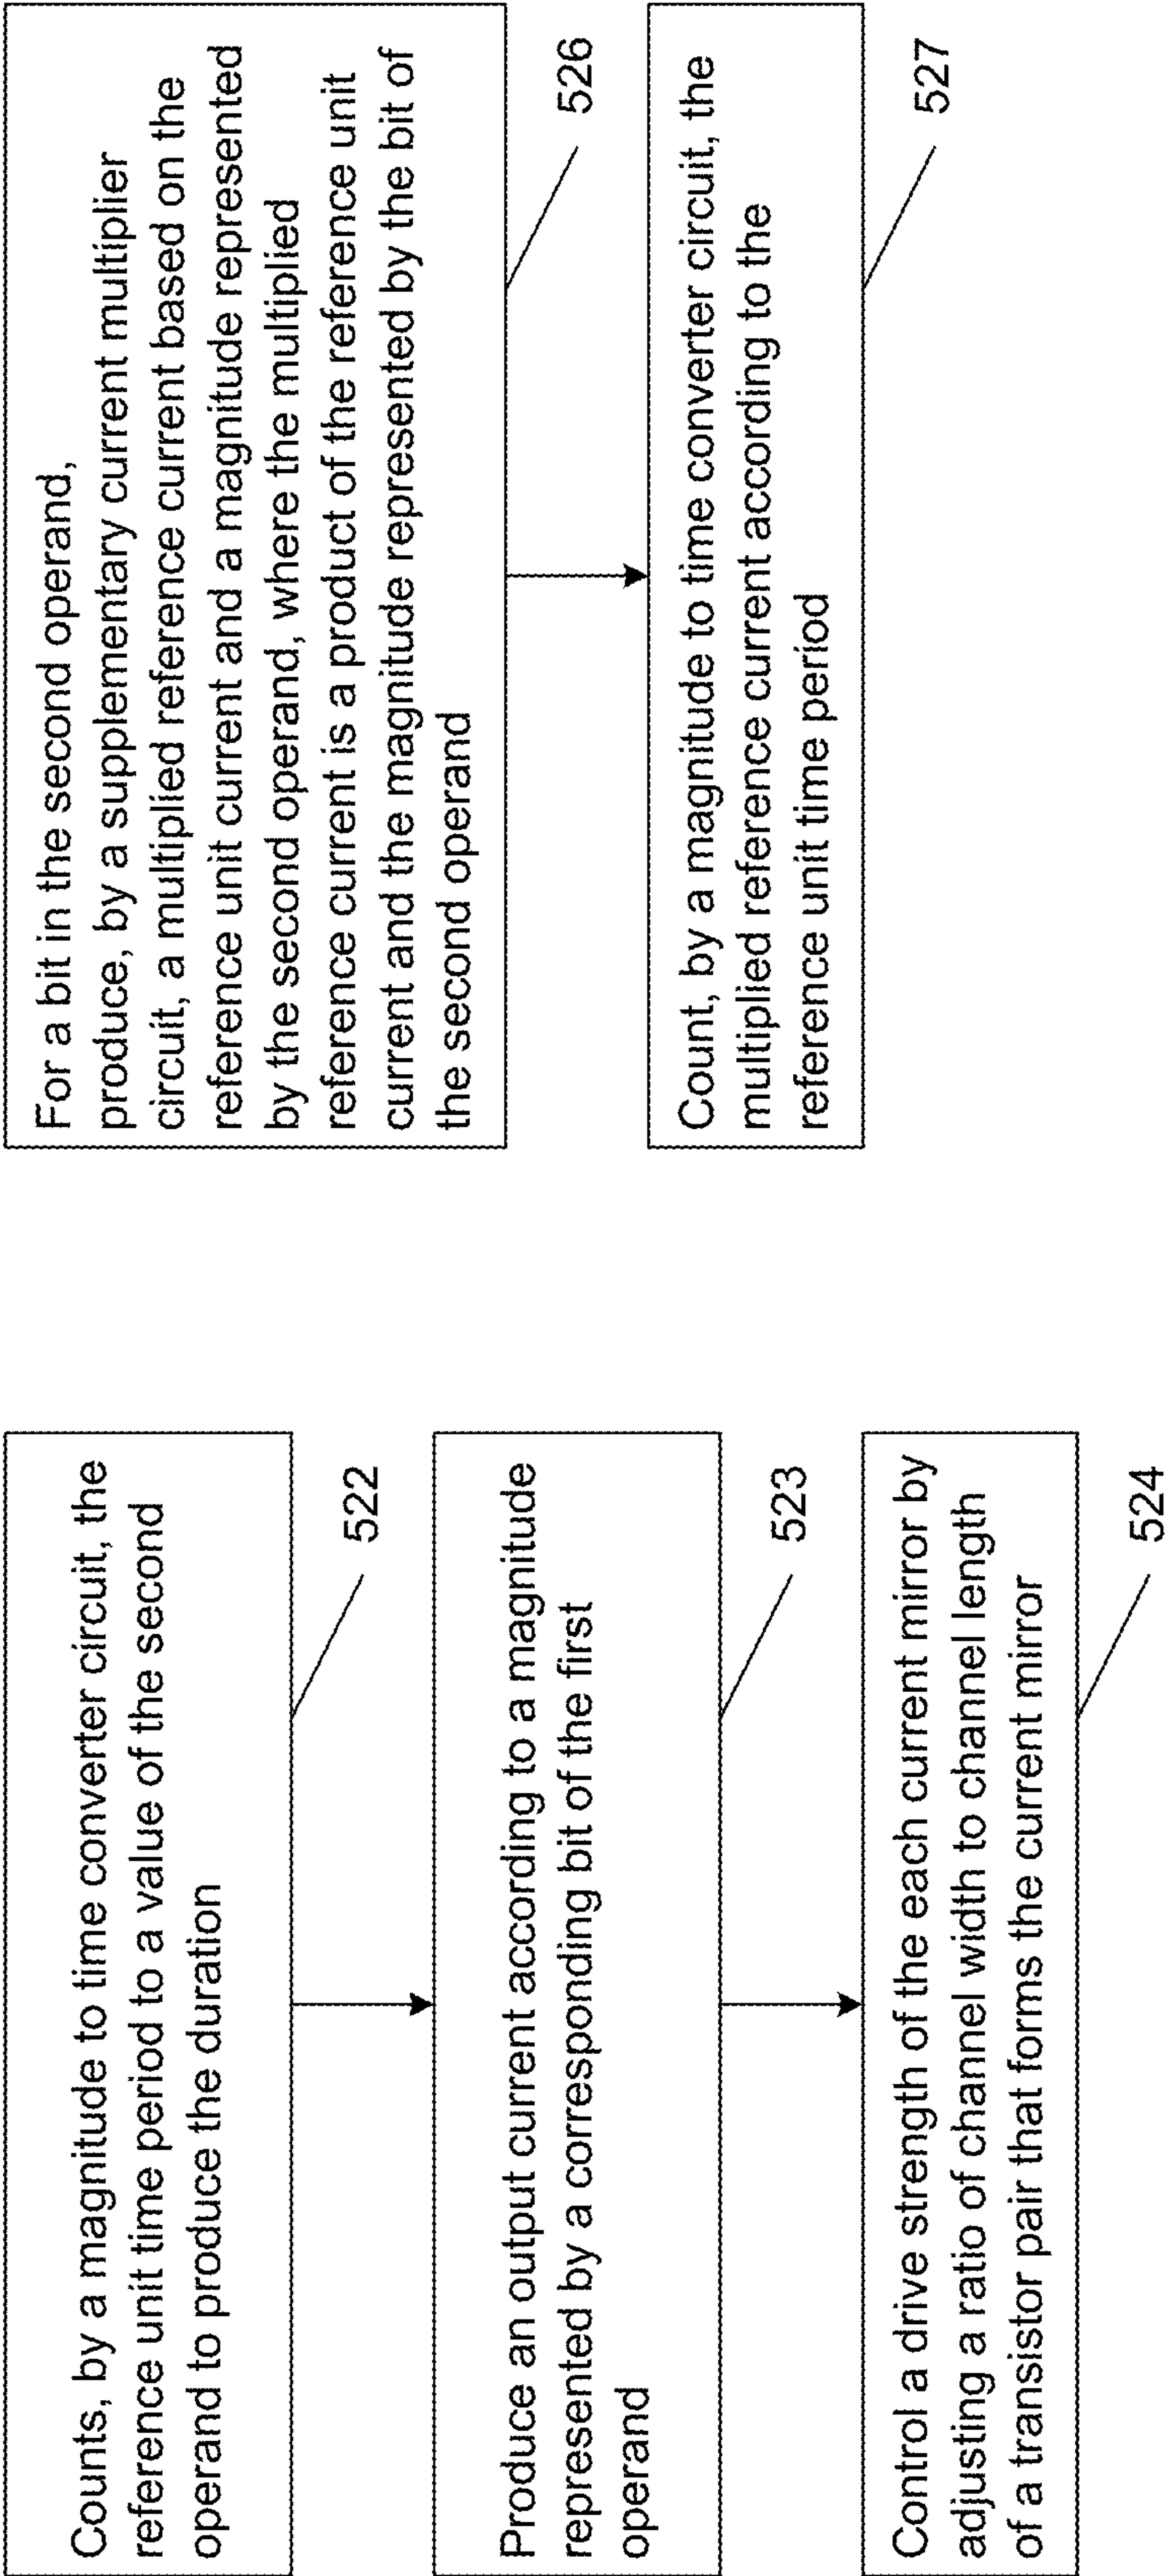 Counts, by a magnitude to time converter circuit, the
reference unit time period to a value of the second
operand to produce the duration
522
Produce an output current according to a magnitude
represented by a corresponding bit of the first
operand
523
Control a drive strength of the each current mirror by
adjusting a ratio of channel width to channel length
of a transistor pair that forms the current mirror
524
For a bit in the second operand,
produce, by a supplementary current multiplier
circuit, a multiplied reference current based on the
reference unit current and a magnitude represented
by the second operand, where the multiplied
reference current is a product of the reference unit
current and the magnitude represented by the bit of
the second operand
526
Count, by a magnitude to time converter circuit, the
multiplied reference current according to the
reference unit time period
527